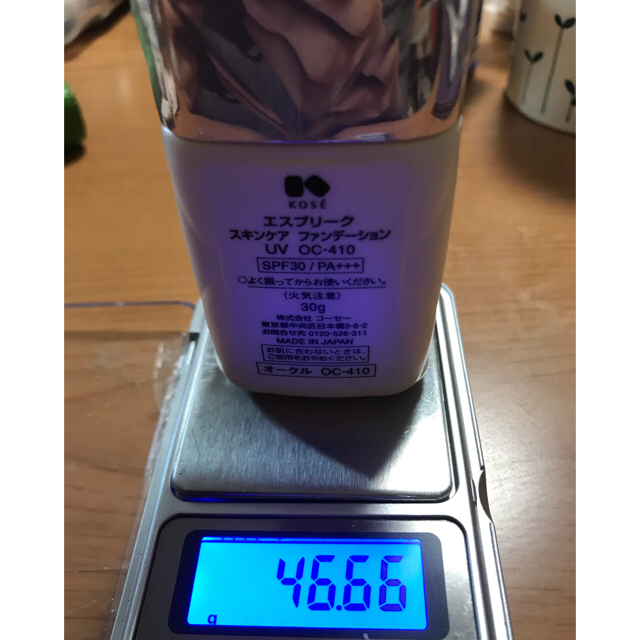 KOSÉ
エスプリーク
スキンケア ファンデーション
UV OC-410
SPF30 / PA+++
よく振ってからお使いください。
(火気注意)
30g
株式会社 コーセー
東京都中央区日本橋3-6-2
お問合せ先 0120-526-311
MADE IN JAPAN
お肌に合わないときは、
ご使用をおやめください。
オークル OC-410
46.66
g